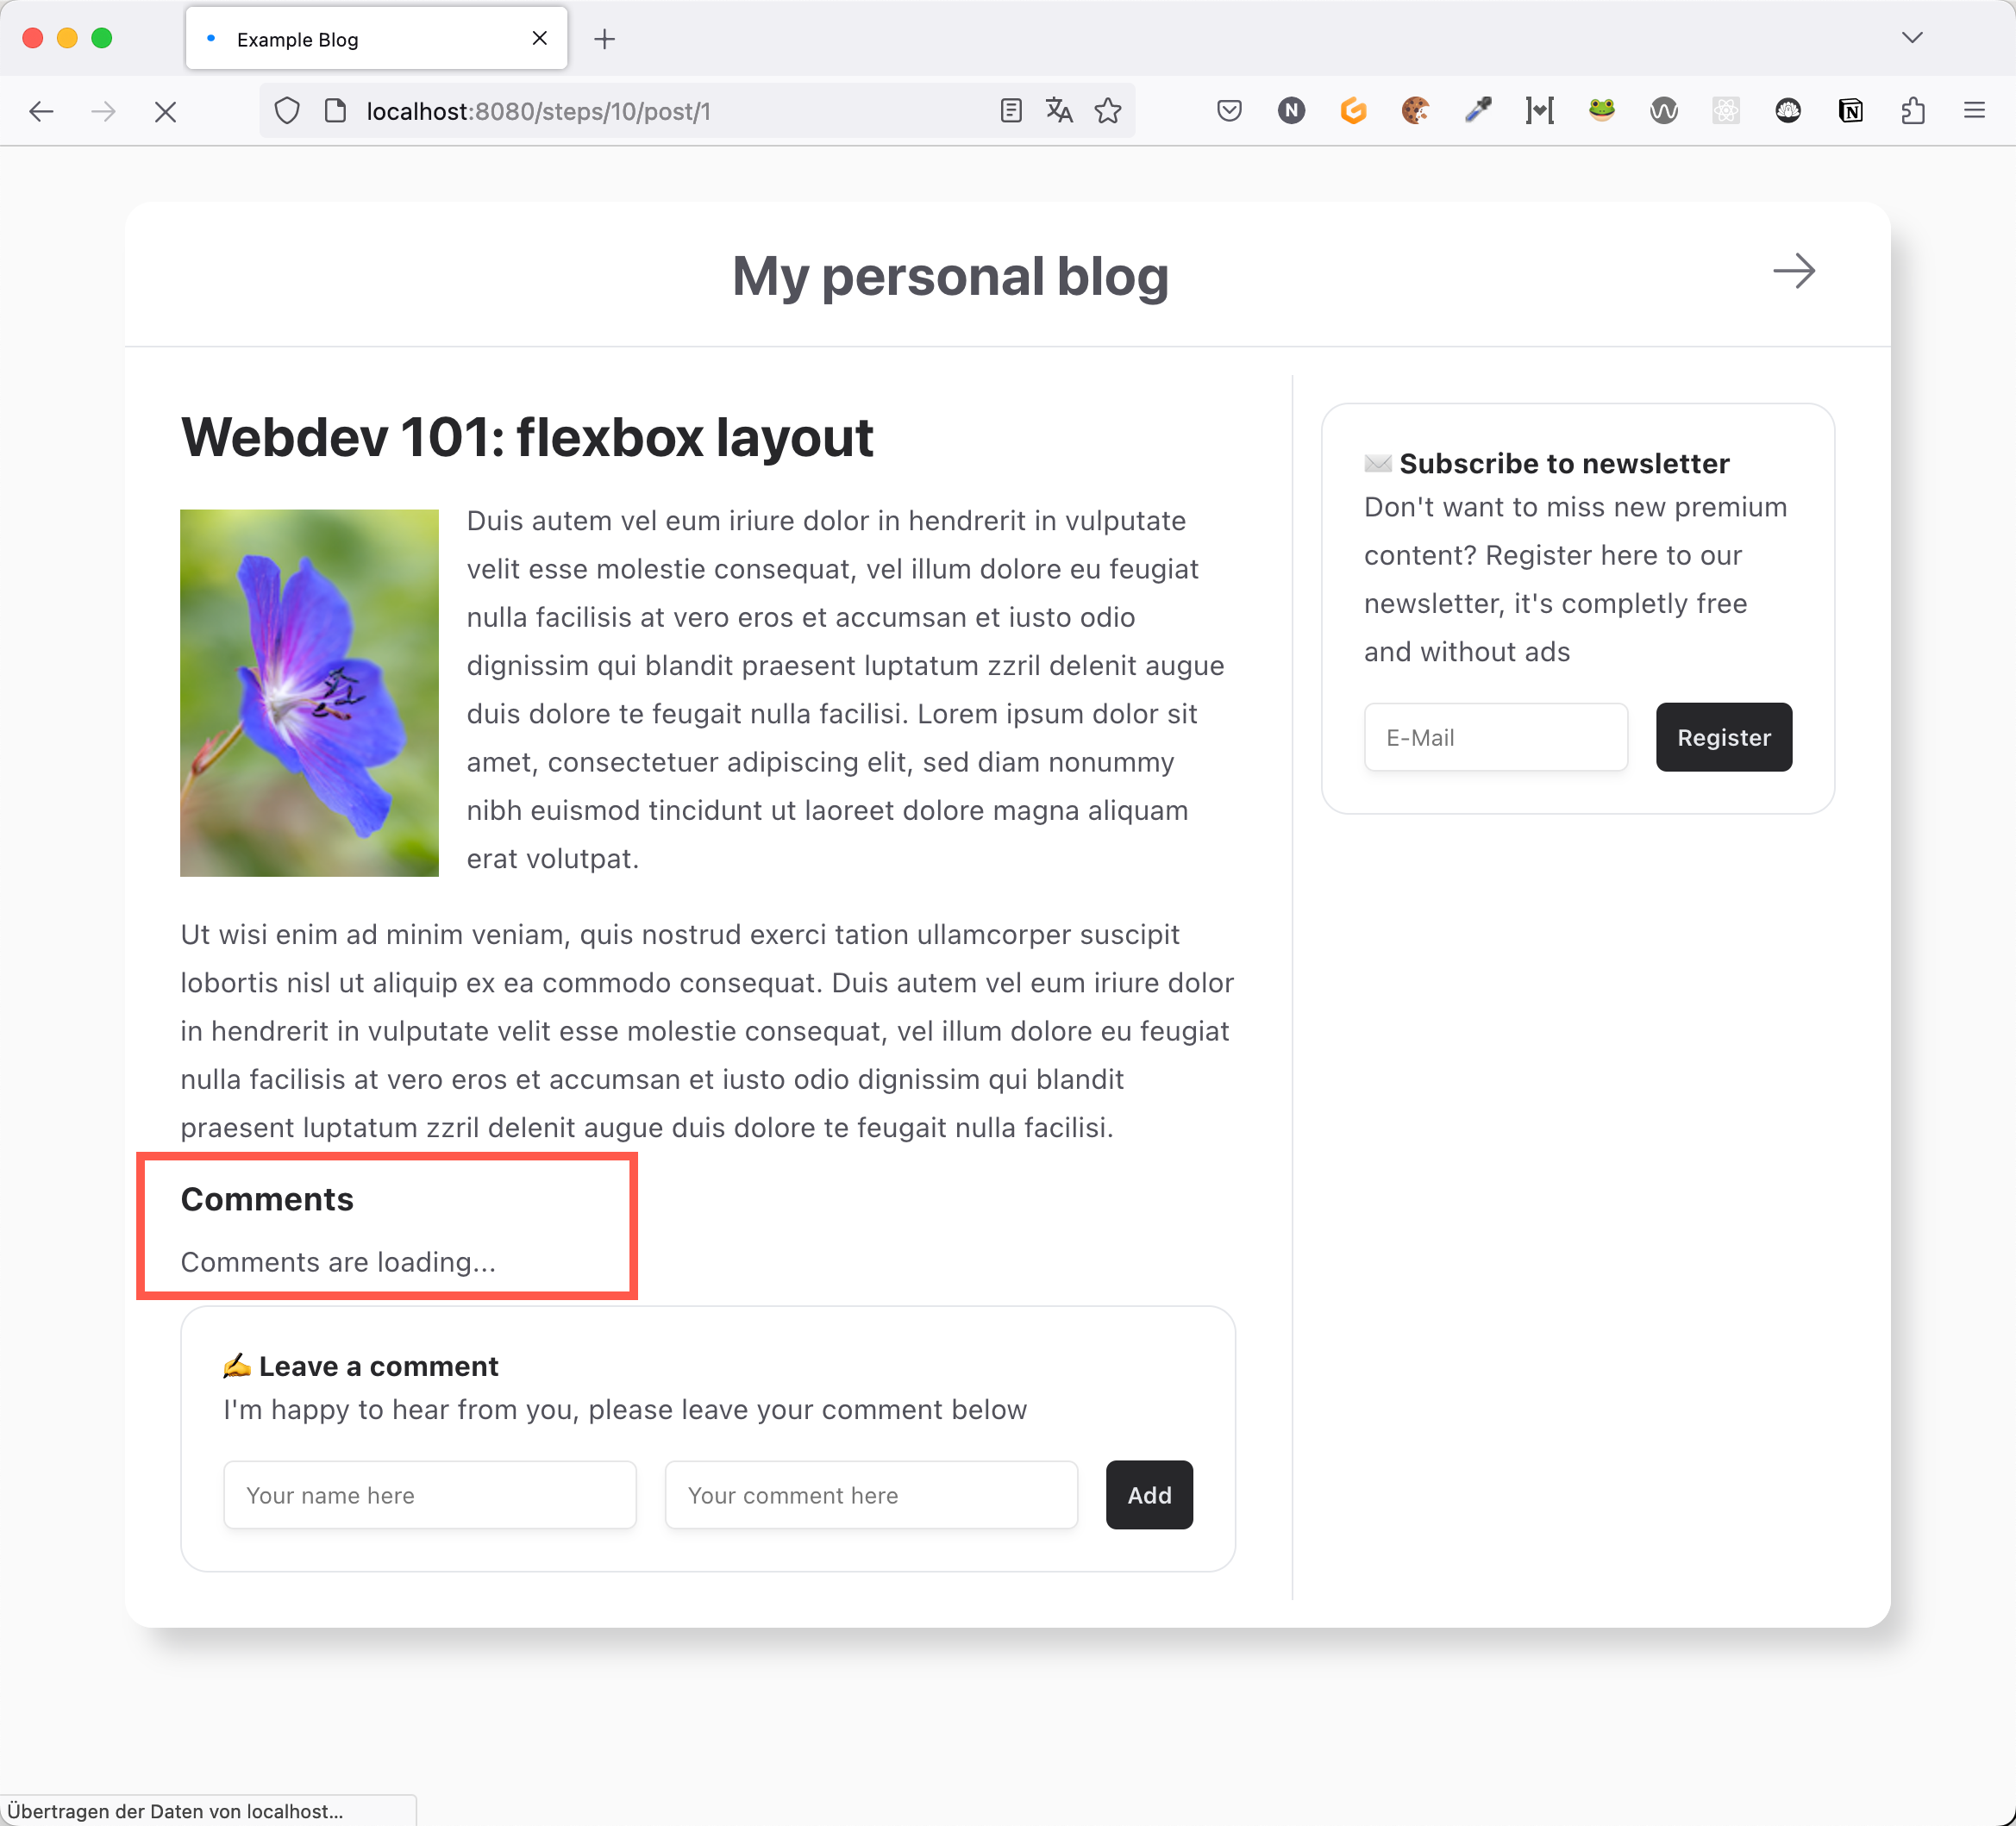 Example Blog
localhost:8080/steps/10/post/1
My personal blog
Webdev 101: flexbox layout
Duis autem vel eum iriure dolor in hendrerit in vulputate
velit esse molestie consequat, vel illum dolore eu feugiat
nulla facilisis at vero eros et accumsan et iusto odio
dignissim qui blandit praesent luptatum zzril delenit augue
duis dolore te feugait nulla facilisi. Lorem ipsum dolor sit
amet, consectetuer adipiscing elit, sed diam nonummy
nibh euismod tincidunt ut laoreet dolore magna aliquam
erat volutpat.
Ut wisi enim ad minim veniam, quis nostrud exerci tation ullamcorper suscipit
lobortis nisl ut aliquip ex ea commodo consequat. Duis autem vel eum iriure dolor
in hendrerit in vulputate velit esse molestie consequat, vel illum dolore eu feugiat
nulla facilisis at vero eros et accumsan et iusto odio dignissim qui blandit
praesent luptatum zzril delenit augue duis dolore te feugait nulla facilisi.
Comments
Comments are loading...
✍️ Leave a comment
I'm happy to hear from you, please leave your comment below
Your name here
Your comment here
Add
✉️ Subscribe to newsletter
Don't want to miss new premium
content? Register here to our
newsletter, it's completly free
and without ads
E-Mail
Register
Übertragen der Daten von localhost...